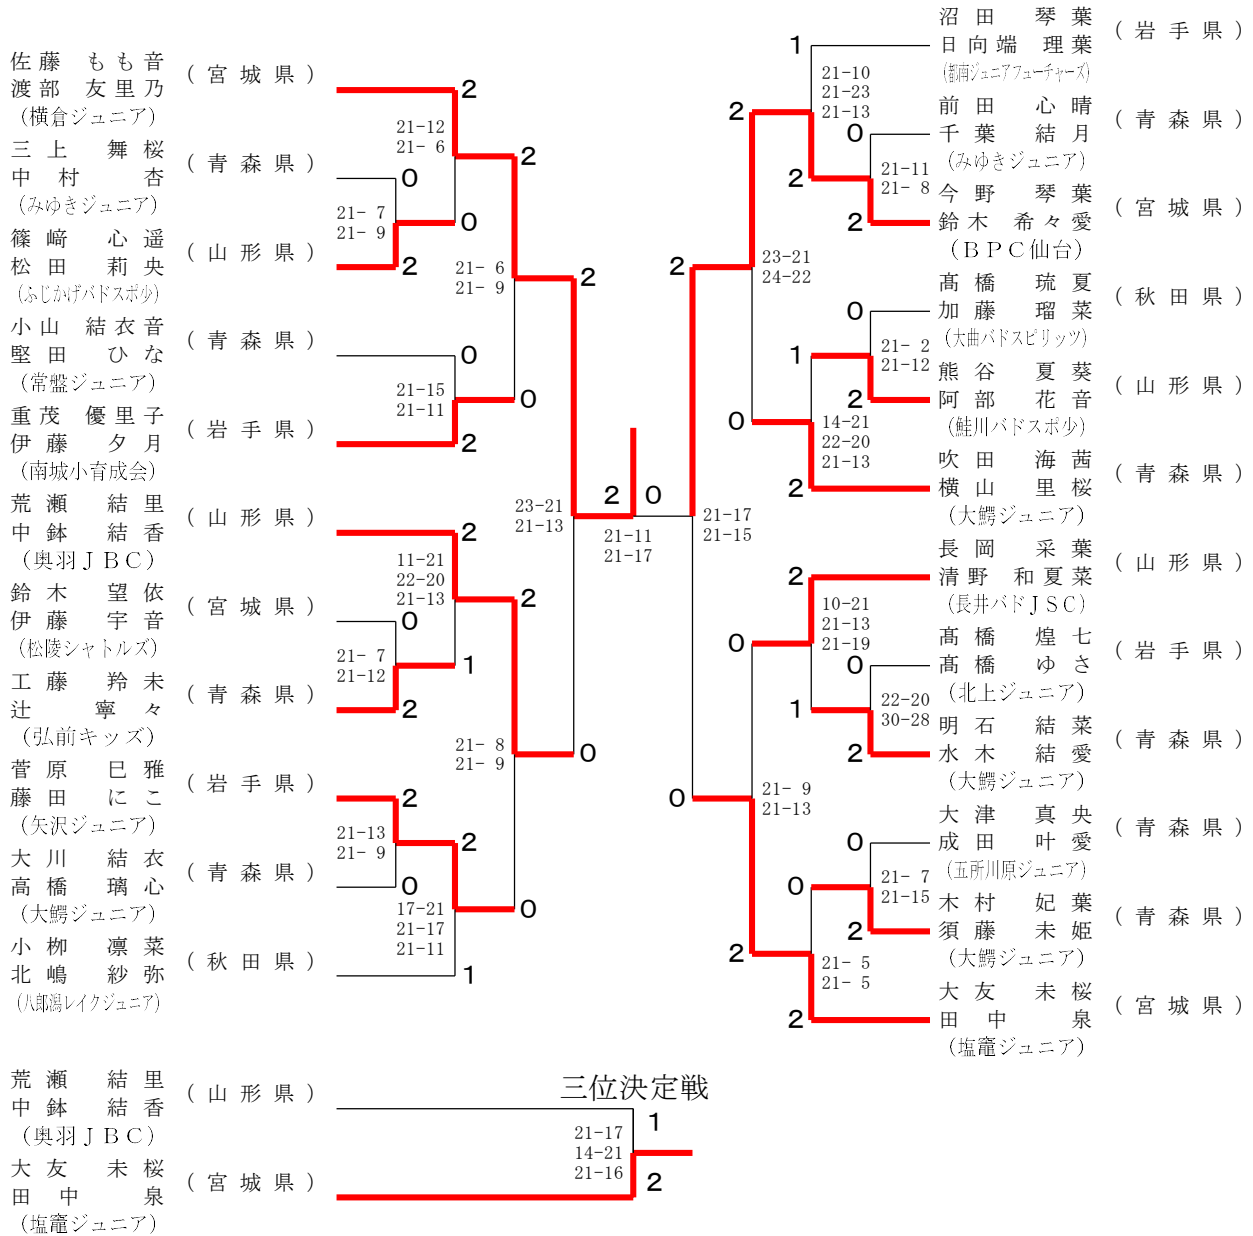 佐藤 もも音
渡部 友里乃
(横倉ジュニア)
(宮城県)
三上 舞桜
中村 杏
(みゆきジュニア)
(青森県)
篠﨑 心遥
松田 莉央
(ふじかげバドスポ少)
(山形県)
小山 結衣音
堅田 ひな
(常盤ジュニア)
(青森県)
重茂 優里子
伊藤 夕月
(南城小育成会)
(岩手県)
荒瀬 結里
中鉢 結香
(奥羽JBC)
(山形県)
鈴木 望依
伊藤 宇音
(松陵シャトルズ)
(宮城県)
工藤 羚未
辻 寧々
(弘前キッズ)
(青森県)
菅原 巳雅
藤田 にこ
(矢沢ジュニア)
(岩手県)
大川 結衣
高橋 璃心
(大鰐ジュニア)
(青森県)
小栁 凛菜
北嶋 紗弥
(八郎潟レイクジュニア)
(秋田県)
2
21-12
21- 6
2
0
21- 7
21- 9
0
2
21- 6
21- 9
2
0
21-15
21-11
0
2
23-21
21-13
2
11-21
22-20
21-13
2
0
21- 7
21-12
1
2
21- 8
21- 9
0
2
21-13
21- 9
2
0
17-21
21-17
21-11
0
1
2
0
21-11
21-17
沼田 琴葉
日向端 理葉
(都南ジュニアフューチャーズ)
(岩手県)
前田 心晴
千葉 結月
(みゆきジュニア)
(青森県)
今野 琴葉
鈴木 希々愛
(BPC仙台)
(宮城県)
髙橋 琉夏
加藤 瑠菜
(大曲バドスピリッツ)
(秋田県)
熊谷 夏葵
阿部 花音
(鮭川バドスポ少)
(山形県)
吹田 海茜
横山 里桜
(大鰐ジュニア)
(青森県)
長岡 采葉
清野 和夏菜
(長井バドJSC)
(山形県)
髙橋 煌七
髙橋 ゆさ
(北上ジュニア)
(岩手県)
明石 結菜
水木 結愛
(大鰐ジュニア)
(青森県)
大津 真央
成田 叶愛
(五所川原ジュニア)
(青森県)
木村 妃葉
須藤 未姫
(大鰐ジュニア)
(青森県)
大友 未桜
田中 泉
(塩竈ジュニア)
(宮城県)
1
21-10
21-23
21-13
2
0
21-11
21- 8
2
2
23-21
24-22
2
0
21- 2
21-12
1
2
0
14-21
22-20
21-13
2
21-17
21-15
2
10-21
21-13
21-19
0
0
22-20
30-28
1
2
21- 9
21-13
0
0
21- 7
21-15
0
2
2
21- 5
21- 5
2
三位決定戦
荒瀬 結里
中鉢 結香
(奥羽JBC)
(山形県)
大友 未桜
田中 泉
(塩竈ジュニア)
(宮城県)
1
21-17
14-21
21-16
2